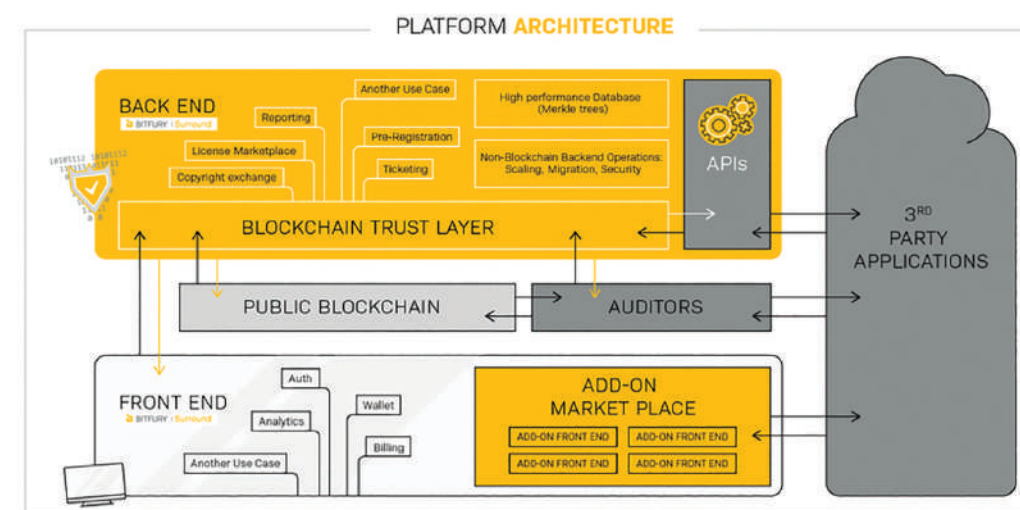 PLATFORM ARCHITECTURE
BACK END
BITFURY Surround
Another Use Case
Reporting
Pre-Registration
License Marketplace
Ticketing
Copyright exchange
High performance Database
(Merkle trees)
Non-Blockchain Backend Operations:
Scaling, Migration, Security
APIs
BLOCKCHAIN TRUST LAYER
3RD
PARTY
APPLICATIONS
PUBLIC BLOCKCHAIN
AUDITORS
FRONT END
BITFURY Surround
Auth
Wallet
Analytics
Billing
Another Use Case
ADD-ON
MARKET PLACE
ADD-ON FRONT END
ADD-ON FRONT END
ADD-ON FRONT END
ADD-ON FRONT END